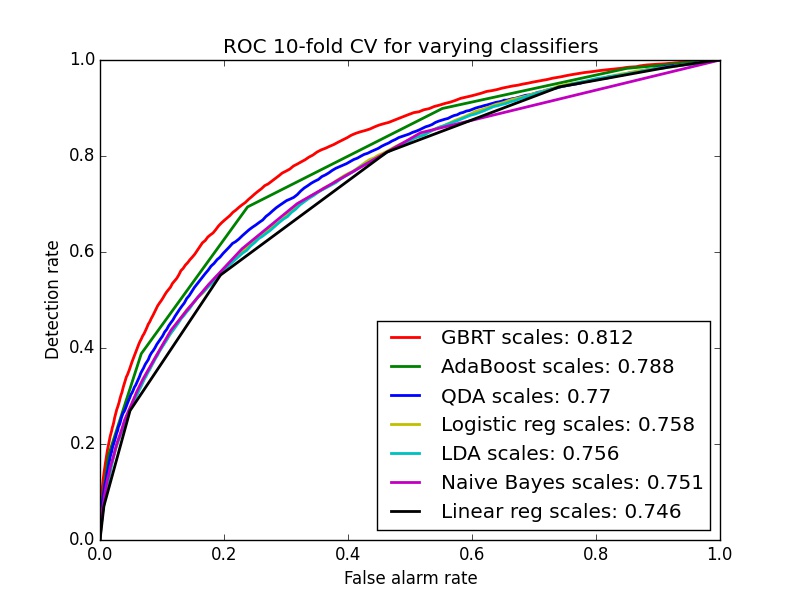 ROC 10-fold CV for varying classifiers
1.0
0.8
0.6
0.4
0.2
0.0
Detection rate
GBRT scales: 0.812
AdaBoost scales: 0.788
QDA scales: 0.77
Logistic reg scales: 0.758
LDA scales: 0.756
Naive Bayes scales: 0.751
Linear reg scales: 0.746
0.0 0.2 0.4 0.6 0.8 1.0
False alarm rate